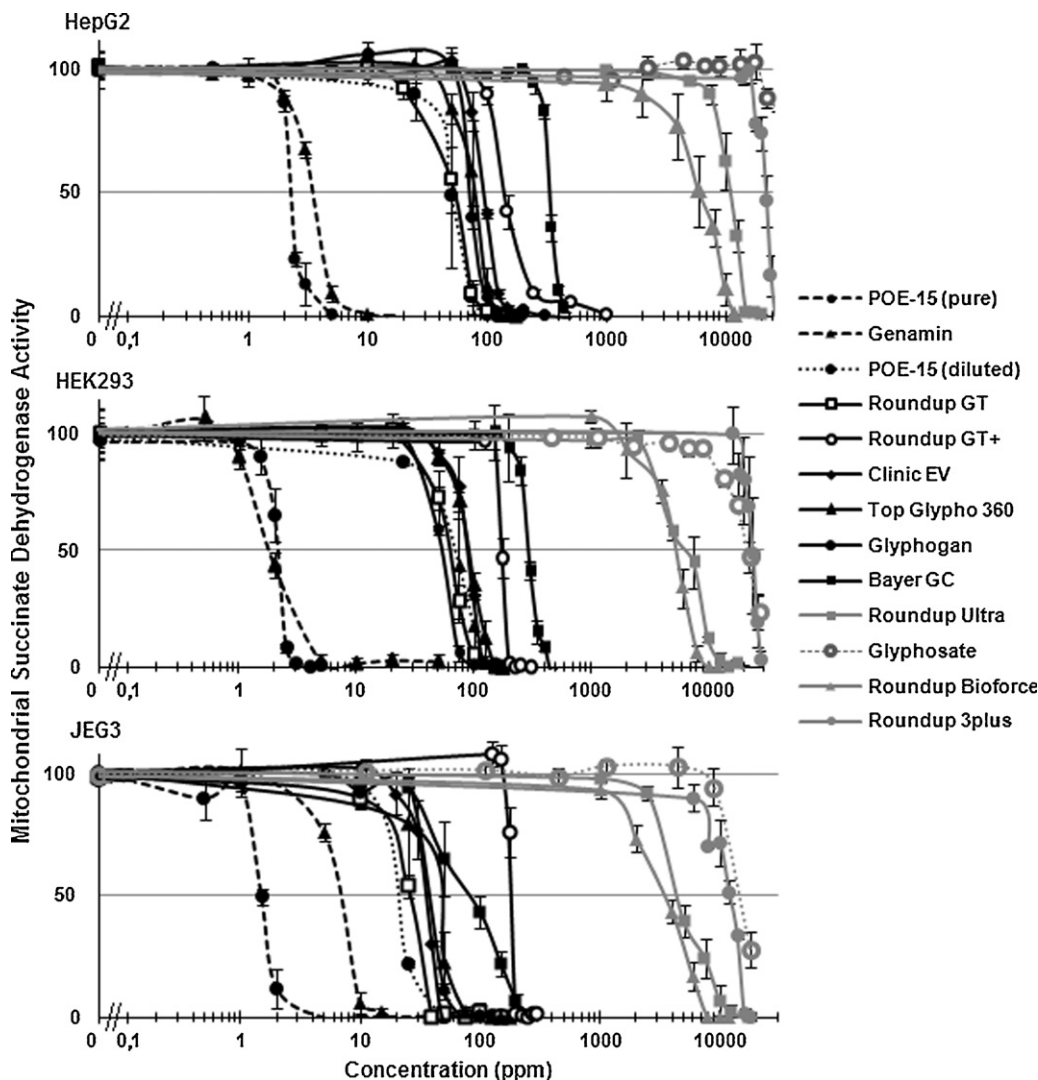 HepG2
100
50
0
0 0,1 1 10 100 1000 10000
HEK293
100
50
0
0 0,1 1 10 100 1000 10000
JEG3
100
50
0
0 0,1 1 10 100 1000 10000
Concentration (ppm)
Mitochondrial Succinate Dehydrogenase Activity
POE-15 (pure)
Genamin
POE-15 (diluted)
Roundup GT
Roundup GT+
Clinic EV
Top Glypho 360
Glyphogan
Bayer GC
Roundup Ultra
Glyphosate
Roundup Bioforce
Roundup 3plus